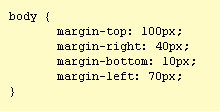 body {
margin-top: 100px;
margin-right: 40px;
margin-bottom: 10px;
margin-left: 70px;
}